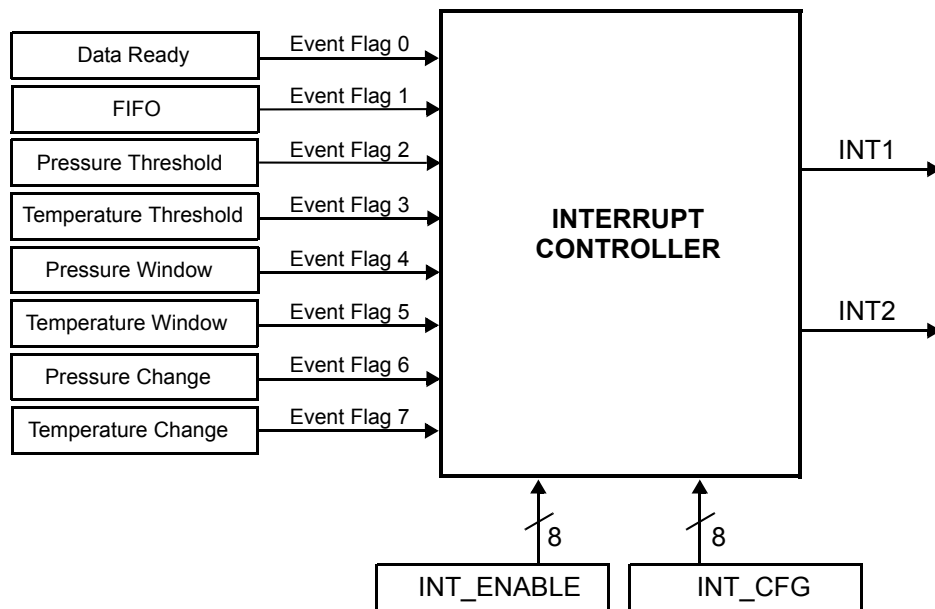 Data Ready
Event Flag 0
FIFO
Event Flag 1
Pressure Threshold
Event Flag 2
Temperature Threshold
Event Flag 3
Pressure Window
Event Flag 4
Temperature Window
Event Flag 5
Pressure Change
Event Flag 6
Temperature Change
Event Flag 7
INTERRUPT
CONTROLLER
INT1
INT2
8
8
INT_ENABLE
INT_CFG